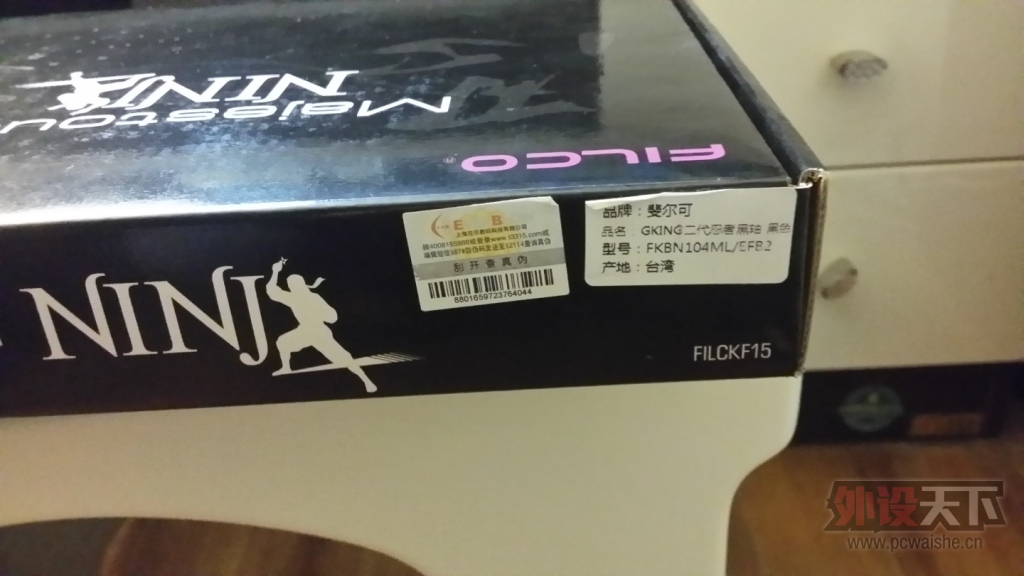 Majestou
NINJ
FILCO®
品牌：斐尔可
品名：GKING二代忍者黑轴 黑色
型号：FKBN104ML/EFB2
产地：台湾
E B
刮开查真伪
8801659723764044
NINJ
FILCKF15
外设天下
www.pcwaishe.cn